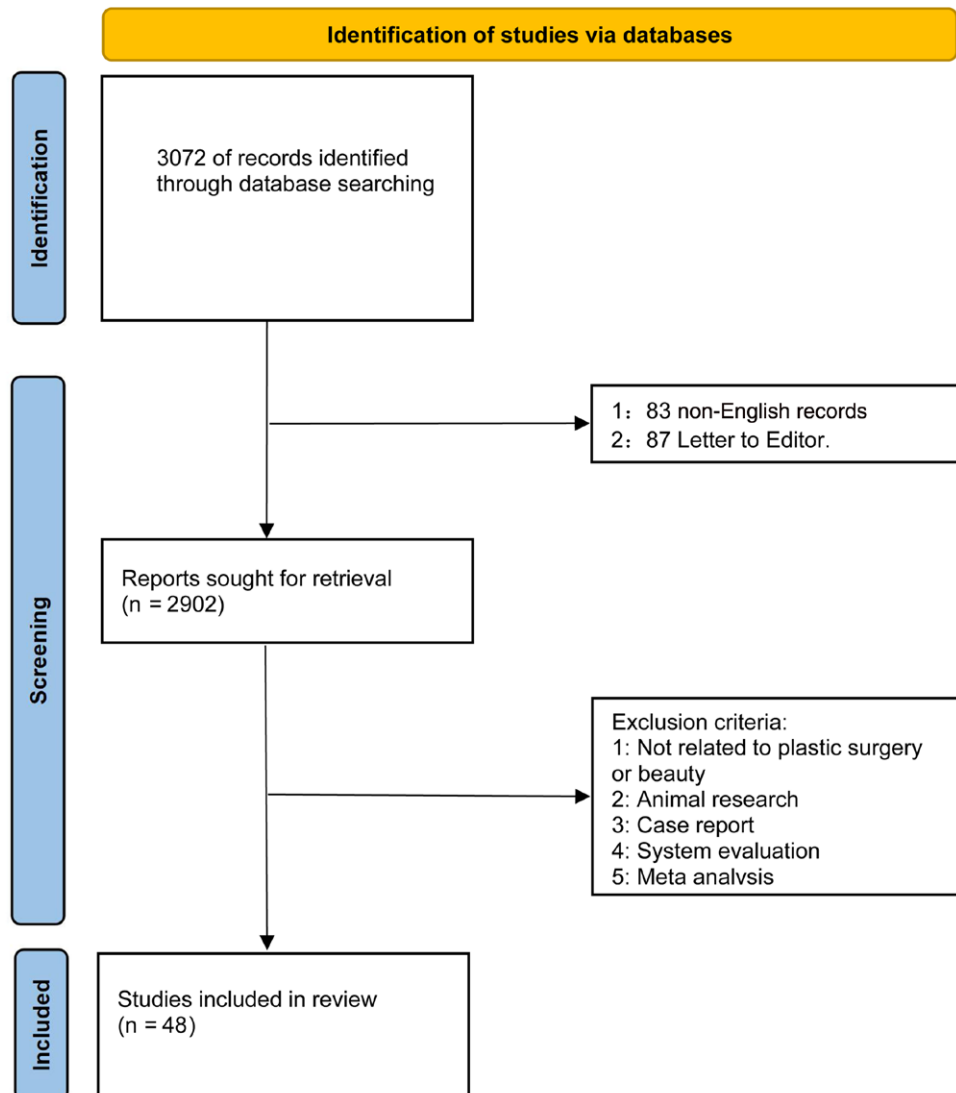 Identification of studies via databases
Identification
3072 of records identified
through database searching
Screening
1：83 non-English records
2：87 Letter to Editor.
Reports sought for retrieval
(n = 2902)
Exclusion criteria:
1: Not related to plastic surgery
or beauty
2: Animal research
3: Case report
4: System evaluation
5: Meta analysis
Included
Studies included in review
(n = 48)